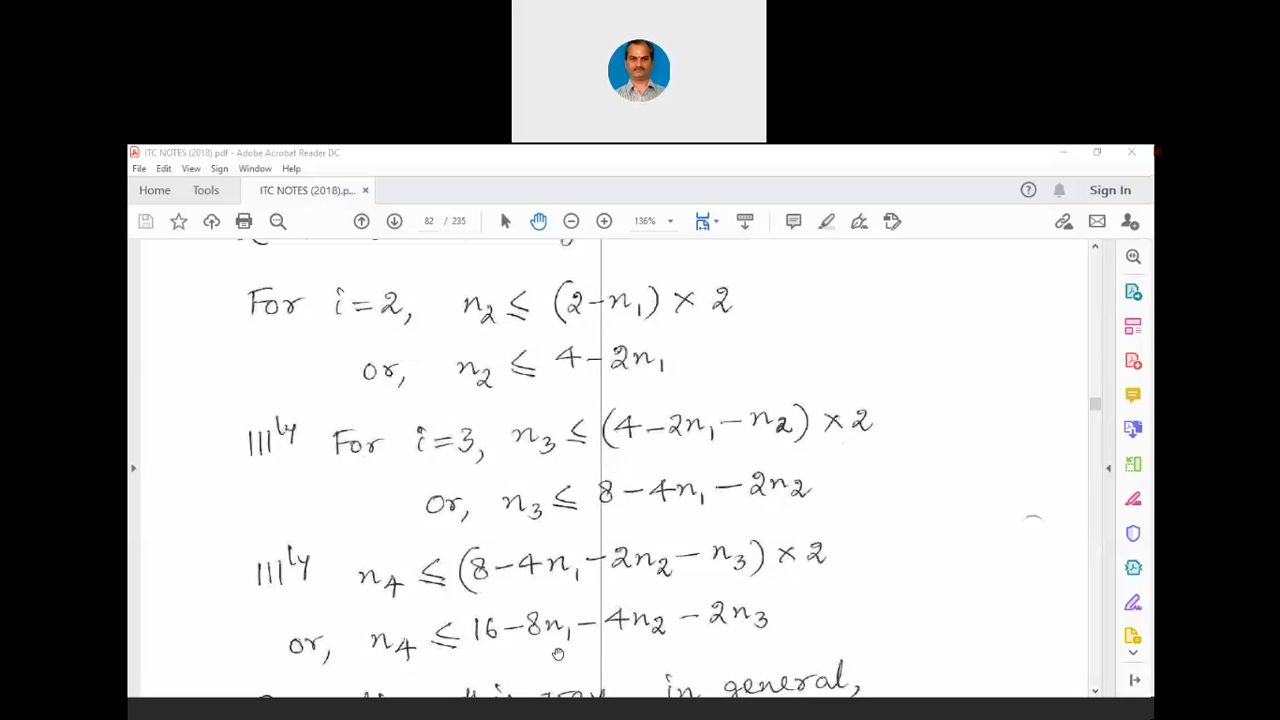 ITC NOTES (2018).pdf - Adobe Acrobat Reader DC
File Edit View Sign Window Help
Home Tools ITC NOTES (2018).p... × Sign In
82 / 235 136%
For i=2, n₂ ≤ (2-n₁) × 2
or, n₂ ≤ 4-2n₁
IIIly For i=3, n₃ ≤ (4-2n₁-n₂) × 2
Or, n₃ ≤ 8-4n₁-2n₂
IIIly n₄ ≤ (8-4n₁-2n₂-n₃) × 2
or, n₄ ≤ 16-8n₁-4n₂-2n₃
in general,